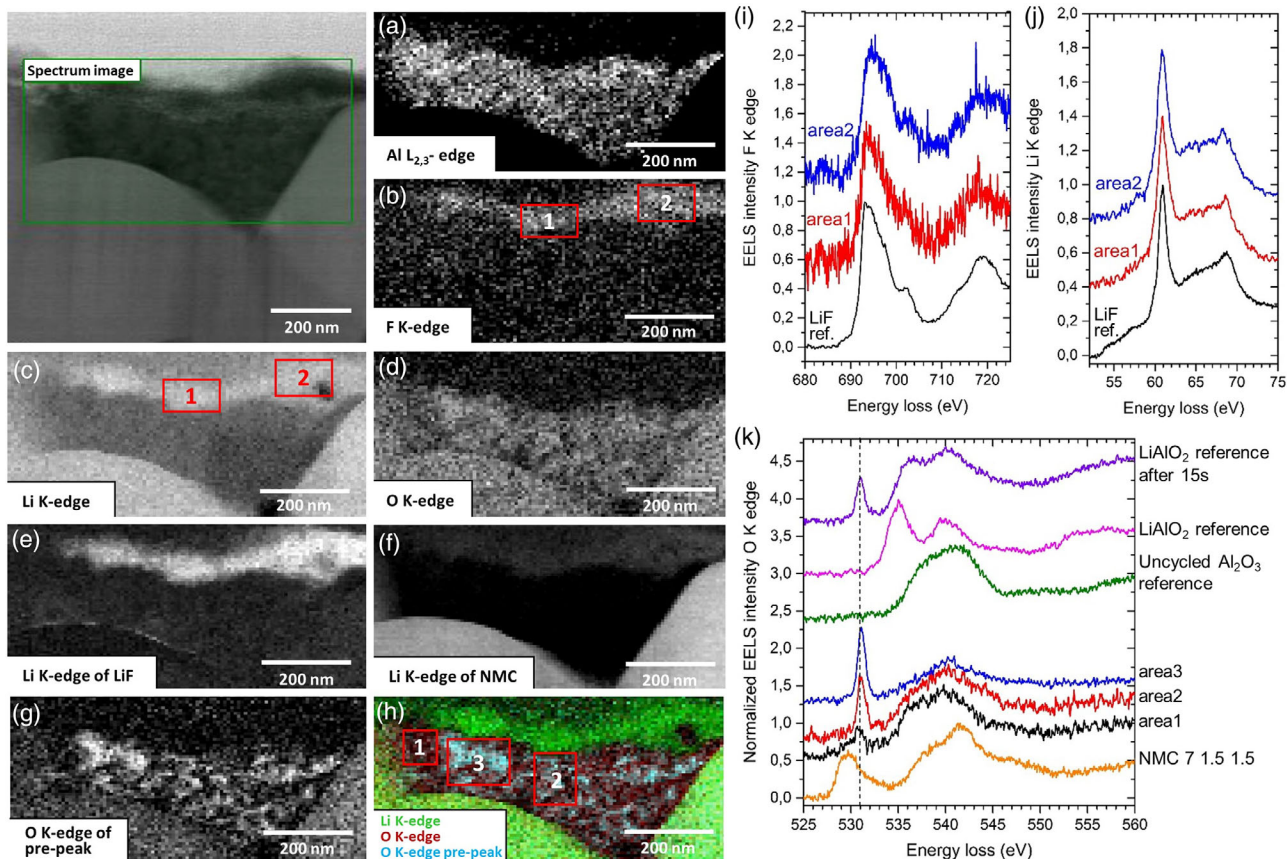 Spectrum image
200 nm
(a)
Al L2,3- edge
200 nm
(b)
1
2
F K-edge
200 nm
(c)
1
2
Li K-edge
200 nm
(d)
O K-edge
200 nm
(e)
Li K-edge of LiF
200 nm
(f)
Li K-edge of NMC
200 nm
(g)
O K-edge of
pre-peak
200 nm
(h)
1
3
2
Li K-edge
O K-edge
O K-edge pre-peak
200 nm
(i)
EELS intensity F K edge
2,2
2,0
1,8
1,6
1,4
1,2
1,0
0,8
0,6
0,4
0,2
0,0
area2
area1
LiF
ref.
680 690 700 710 720
Energy loss (eV)
(j)
EELS intensity Li K edge
2,0
1,8
1,6
1,4
1,2
1,0
0,8
0,6
0,4
0,2
0,0
area2
area1
LiF
ref.
55 60 65 70 75
Energy loss (eV)
(k)
Normalized EELS intensity O K edge
4,5
4,0
3,5
3,0
2,5
2,0
1,5
1,0
0,5
0,0
LiAlO2 reference
after 15s
LiAlO2 reference
Uncycled Al2O3
reference
area3
area2
area1
NMC 7 1.5 1.5
525 530 535 540 545 550 555 560
Energy loss (eV)